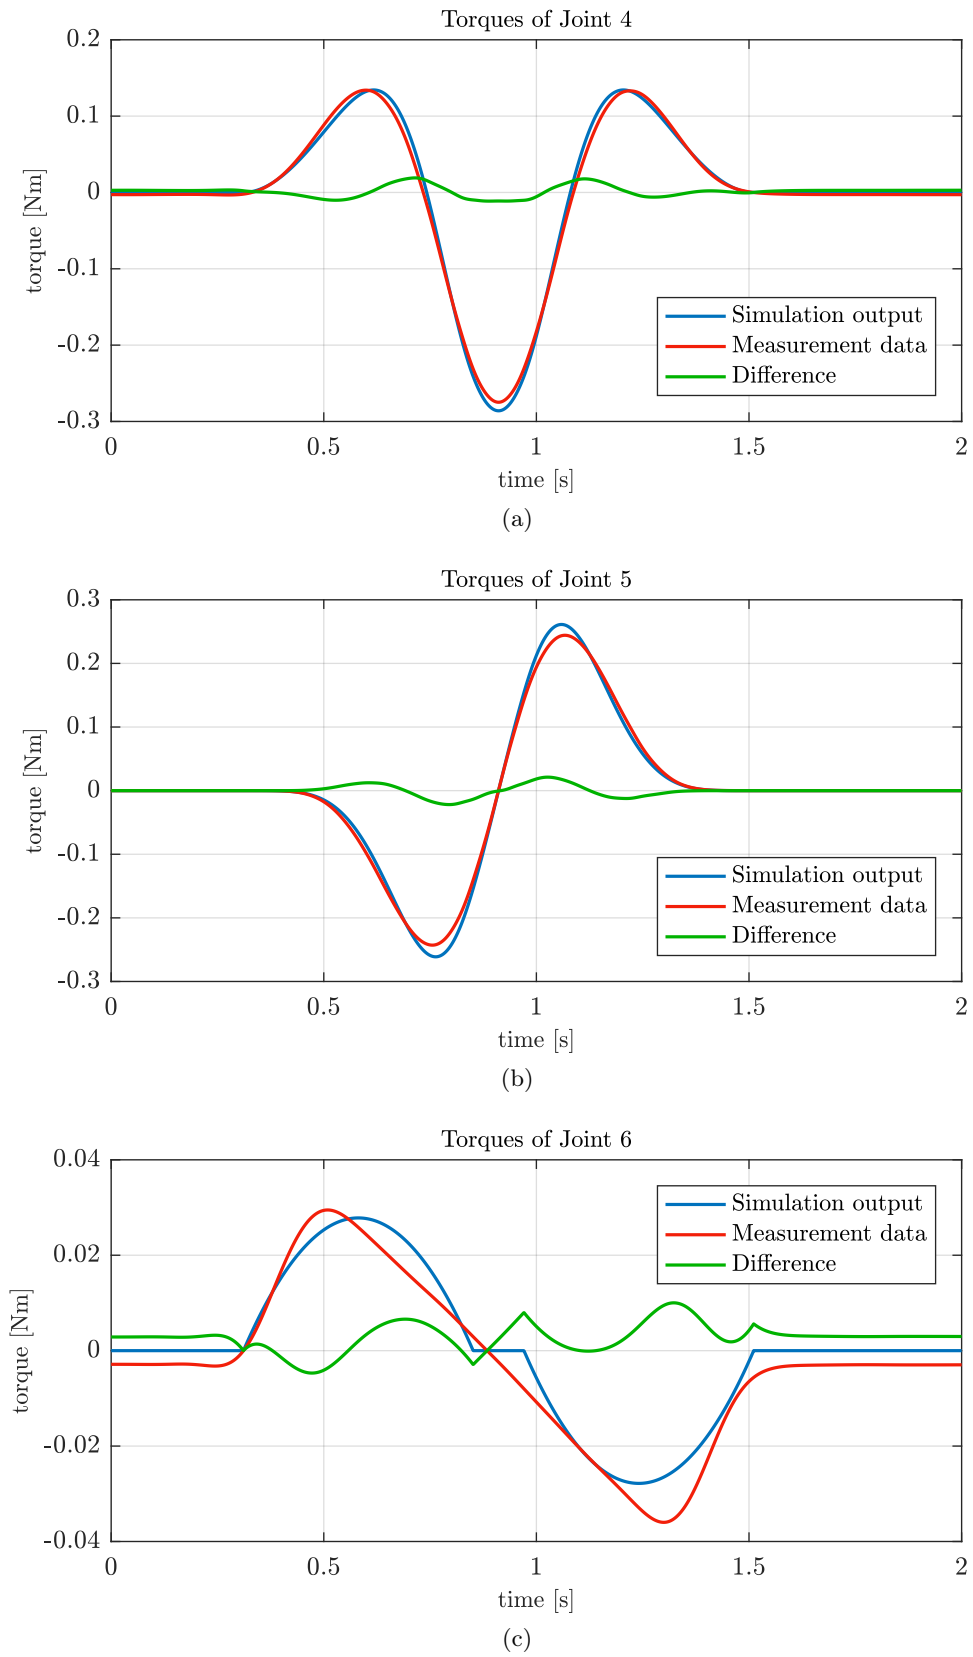 Torques of Joint 4
0.2
0.1
0
-0.1
-0.2
-0.3
torque [Nm]
Simulation output
Measurement data
Difference
0 0.5 1 1.5 2
time [s]
(a)
Torques of Joint 5
0.3
0.2
0.1
0
-0.1
-0.2
-0.3
torque [Nm]
Simulation output
Measurement data
Difference
0 0.5 1 1.5 2
time [s]
(b)
Torques of Joint 6
0.04
0.02
0
-0.02
-0.04
torque [Nm]
Simulation output
Measurement data
Difference
0 0.5 1 1.5 2
time [s]
(c)